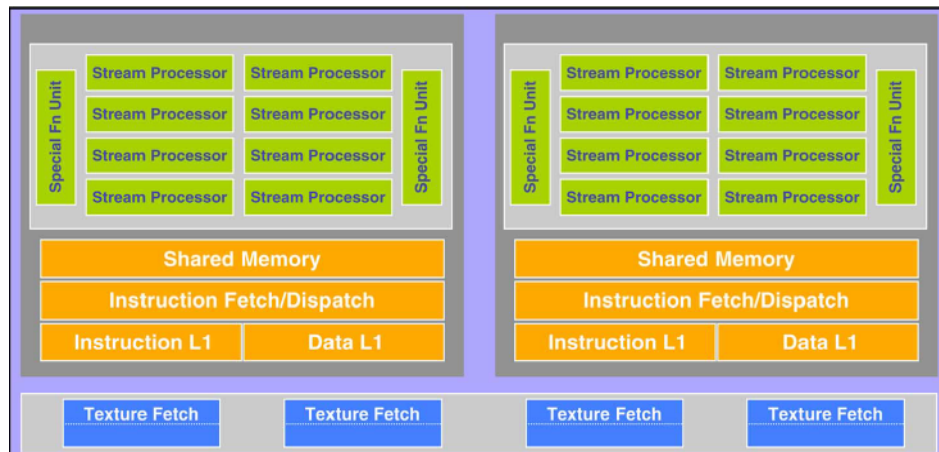 Special Fn Unit
Stream Processor Stream Processor
Stream Processor Stream Processor
Stream Processor Stream Processor
Stream Processor Stream Processor
Special Fn Unit
Shared Memory
Instruction Fetch/Dispatch
Instruction L1 Data L1
Special Fn Unit
Stream Processor Stream Processor
Stream Processor Stream Processor
Stream Processor Stream Processor
Stream Processor Stream Processor
Special Fn Unit
Shared Memory
Instruction Fetch/Dispatch
Instruction L1 Data L1
Texture Fetch Texture Fetch Texture Fetch Texture Fetch